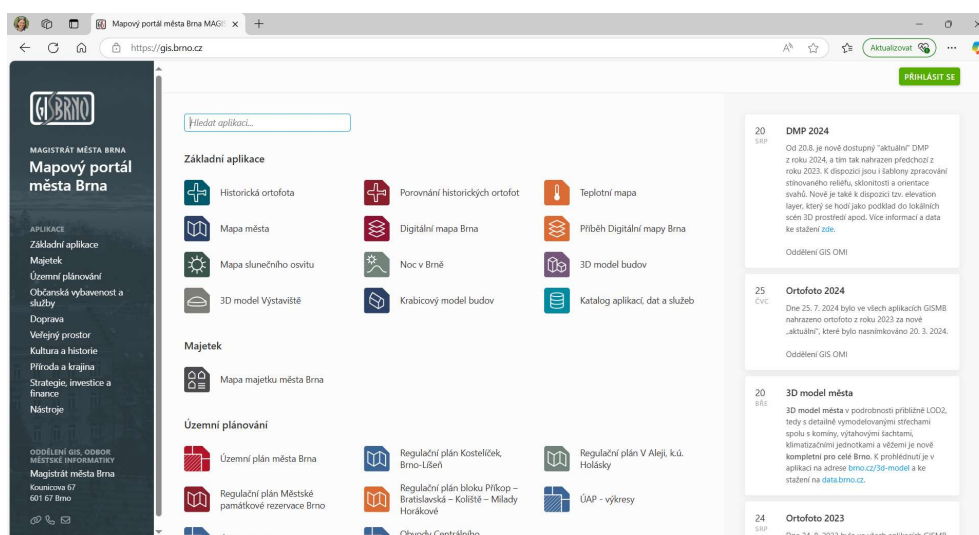 Mapový portál města Brna MAGI
https://gis.brno.cz
Aktualizovat
GISBRNO
MAGISTRÁT MĚSTA BRNA
Mapový portál
města Brna
APLIKACE
Základní aplikace
Majetek
Územní plánování
Občanská vybavenost a
služby
Doprava
Veřejný prostor
Kultura a historie
Příroda a krajina
Strategie, investice a
finance
Nástroje
ODDĚLENÍ GIS, ODBOR
MĚSTSKÉ INFORMATIKY
Magistrát města Brna
Kounicova 67
601 67 Brno
PŘIHLÁSIT SE
Hledat aplikaci...
Základní aplikace
Historická ortofota
Porovnání historických ortofot
Teplotní mapa
Mapa města
Digitální mapa Brna
Příběh Digitální mapy Brna
Mapa slunečního osvitu
Noc v Brně
3D model budov
3D model Výstaviště
Krabicový model budov
Katalog aplikací, dat a služeb
Majetek
Mapa majetku města Brna
Územní plánování
Územní plán města Brna
Regulační plán Kostelíček,
Brno-Líšeň
Regulační plán V Aleji, k.ú.
Holásky
Regulační plán Městské
památkové rezervace Brno
Regulační plán bloku Příkop –
Bratislavská – Koliště – Milady
Horákové
ÚAP - výkresy
Obvody Centrálního
20
SRP
DMP 2024
Od 20.8. je nově dostupný "aktuální" DMP
z roku 2024, a tím tak nahrazen předchozí z
roku 2023. K dispozici jsou i šablony zpracování
stínovaného reliéfu, sklonitosti a orientace
svahů. Nově je také k dispozici tzv. elevation
layer, který se hodí jako podklad do lokálních
scén 3D prostředí apod. Více informací a data
ke stažení zde.
Oddělení GIS OMI
25
ČVC
Ortofoto 2024
Dne 25. 7. 2024 bylo ve všech aplikacích GISMB
nahrazeno ortofoto z roku 2023 za nové
„aktuální", které bylo nasnímkováno 20. 3. 2024.
Oddělení GIS OMI
20
BŘE
3D model města
3D model města v podrobnosti přibližně LOD2,
tedy s detailně vymodelovanými střechami
spolu s komíny, výtahovými šachtami,
klimatizačními jednotkami a věžemi je nově
kompletní pro celé Brno. K prohlédnutí je v
aplikaci na adrese brno.cz/3d-model a ke
stažení na data.brno.cz.
24
SRP
Ortofoto 2023